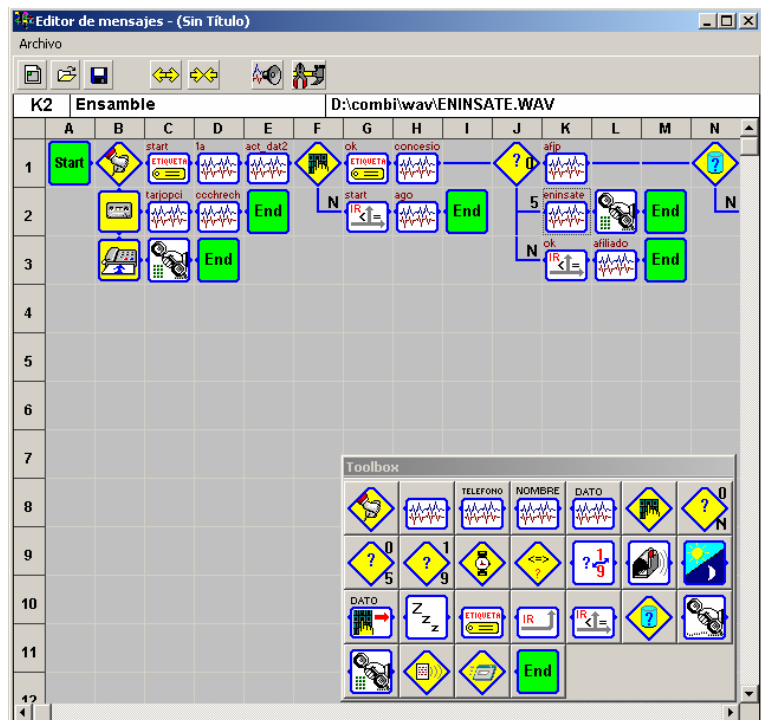 Editor de mensajes - (Sin Título)
Archivo
K2 Ensamble D:\combi\wav\ENINSATE.WAV
A B C D E F G H I J K L M N
start 1a act_dat2 ok concesio afjp
1 Start ETIQUETA ETIQUETA ? 0 ?
tarjopci ccchrech start ago eninsate
2 End N IR End 5 End N
ok afiliado
3 End N IR End
4
5
6
7
Toolbox
8
TELEFONO NOMBRE DATO ? 0 N
9
? 0 5 ? 1 9 <=> ? ? 1 9
10
DATO Z z z ETIQUETA IR IR ?
11
End
12